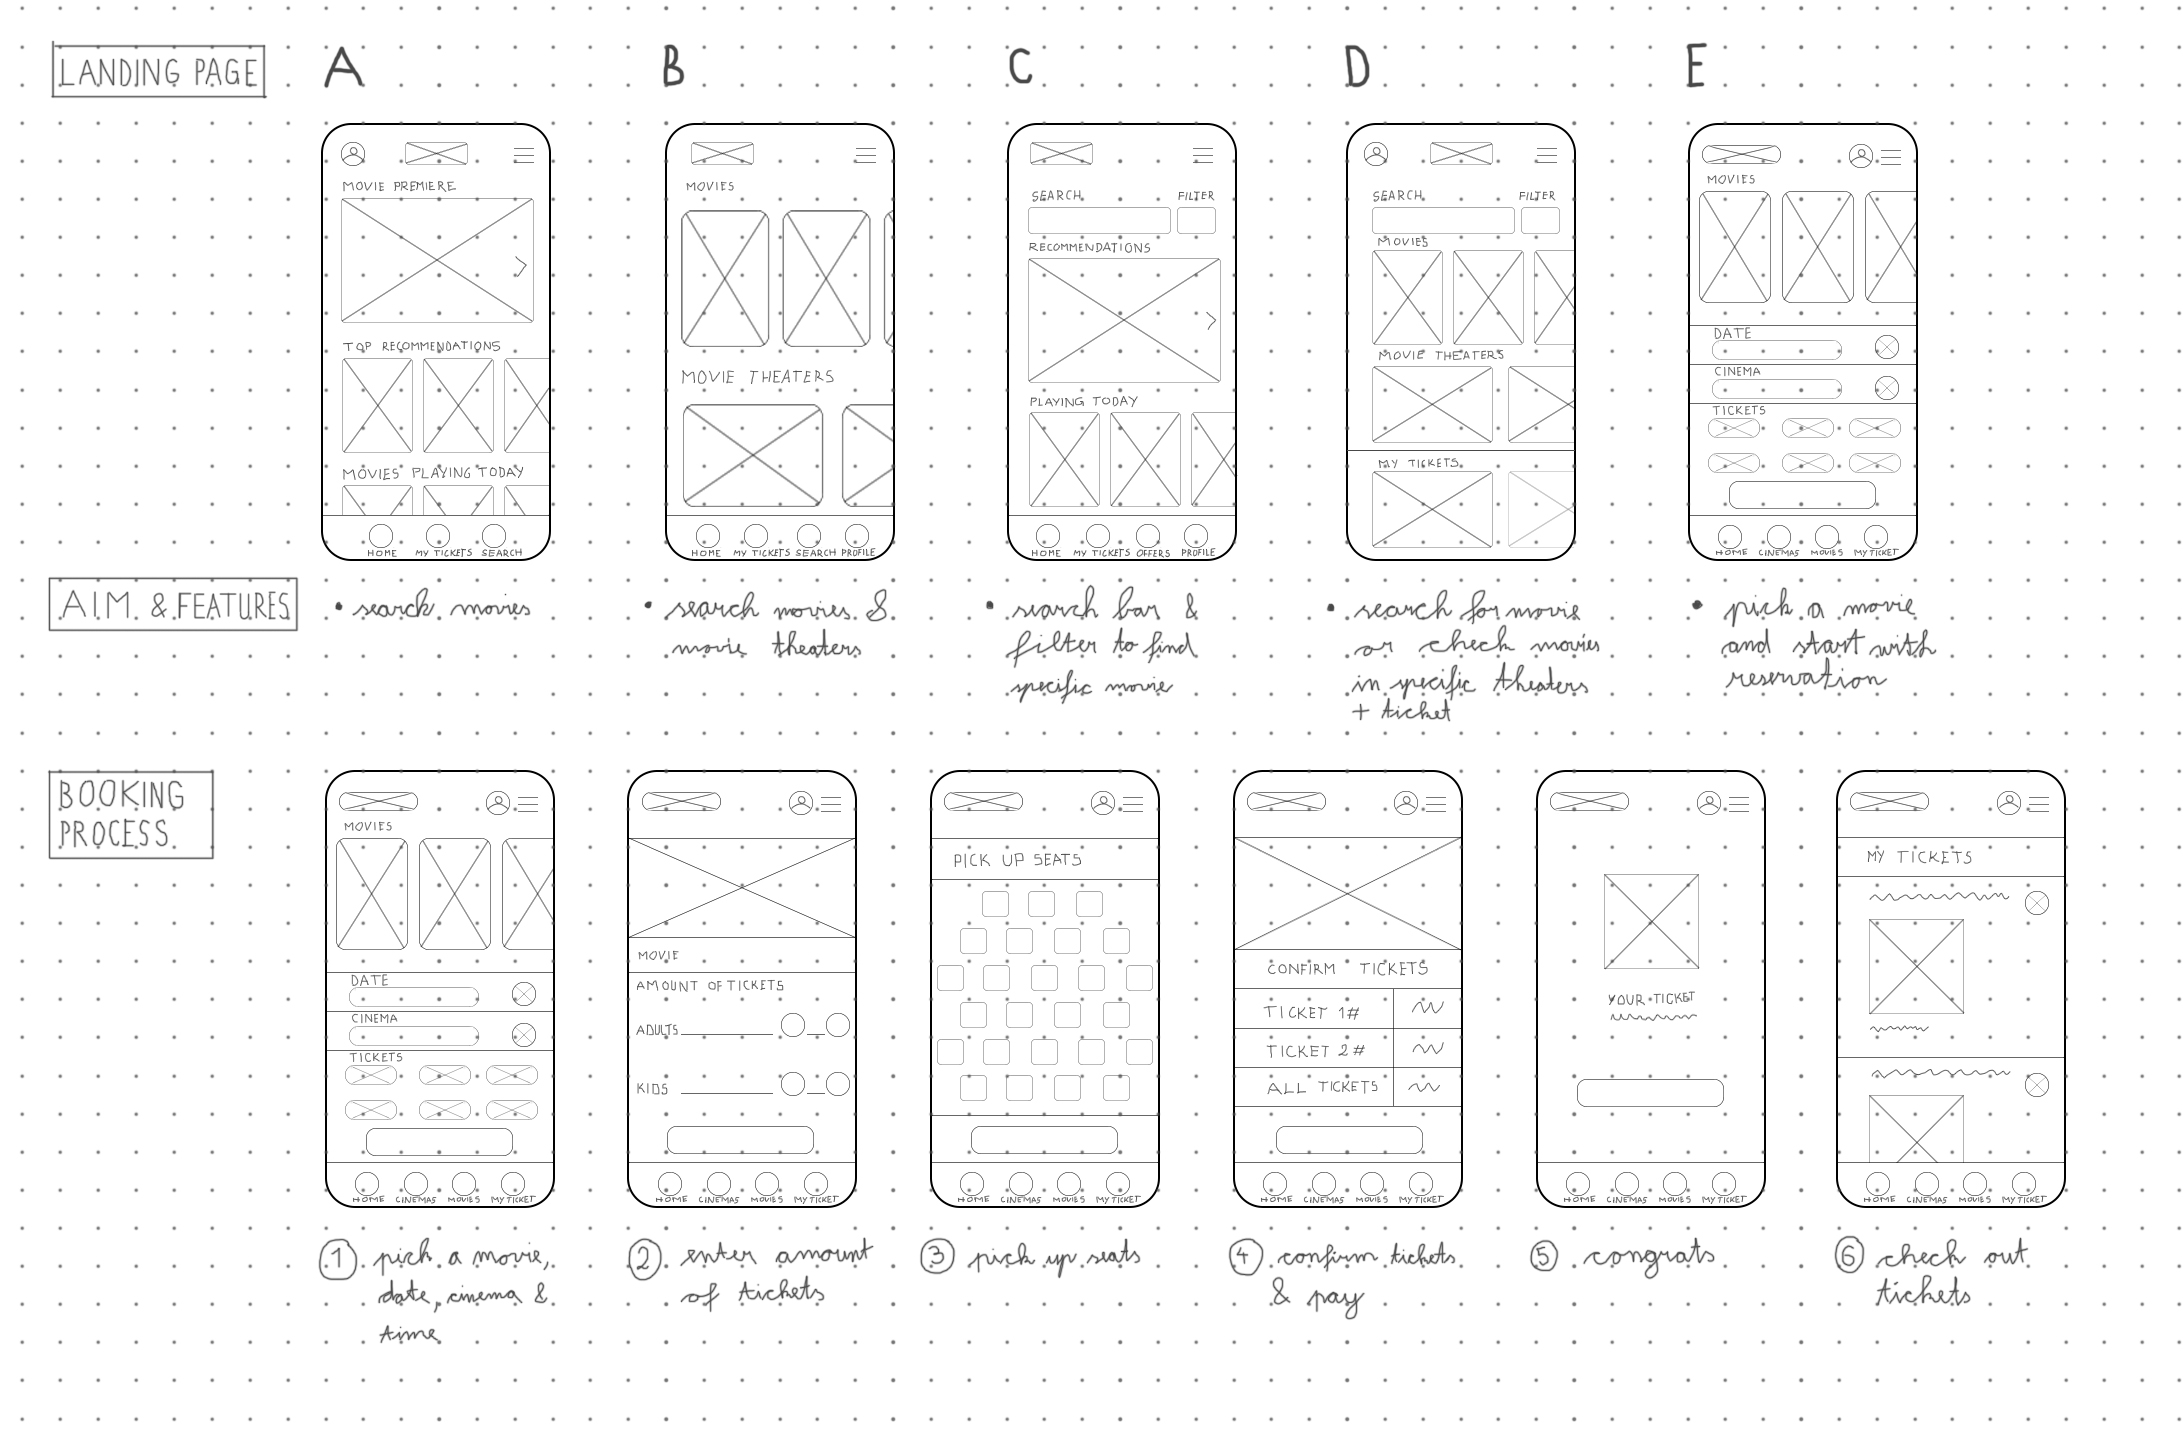 LANDING PAGE
A
B
C
D
E
MOVIE PREMIERE
TOP RECOMMENDATIONS
MOVIES PLAYING TODAY
HOME MY TICKETS SEARCH
MOVIES
MOVIE THEATERS
HOME MY TICKETS SEARCH PROFILE
SEARCH FILTER
RECOMMENDATIONS
PLAYING TODAY
HOME MY TICKETS OFFERS PROFILE
SEARCH FILTER
MOVIES
MOVIE THEATERS
MY TICKETS
MOVIES
DATE
CINEMA
TICKETS
HOME CINEMAS MOVIES MY TICKET
A.I.M. & FEATURES
• search movies
• search movies &
movie theaters
• search bar &
filter to find
specific movie
• search for movie
or check movies
in specific theaters
+ ticket
• pick a movie
and start with
reservation
BOOKING
PROCESS
MOVIES
DATE
CINEMA
TICKETS
HOME CINEMAS MOVIES MY TICKET
MOVIE
AMOUNT OF TICKETS
ADULTS
KIDS
HOME CINEMAS MOVIES MY TICKET
PICK UP SEATS
HOME CINEMAS MOVIES MY TICKET
CONFIRM TICKETS
TICKET 1#
TICKET 2#
ALL TICKETS
HOME CINEMAS MOVIES MY TICKET
YOUR TICKET
HOME CINEMAS MOVIES MY TICKET
MY TICKETS
HOME CINEMAS MOVIES MY TICKET
1 pick a movie,
date, cinema &
time
2 enter amount
of tickets
3 pick up seats
4 confirm tickets
& pay
5 congrats
6 check out
tickets